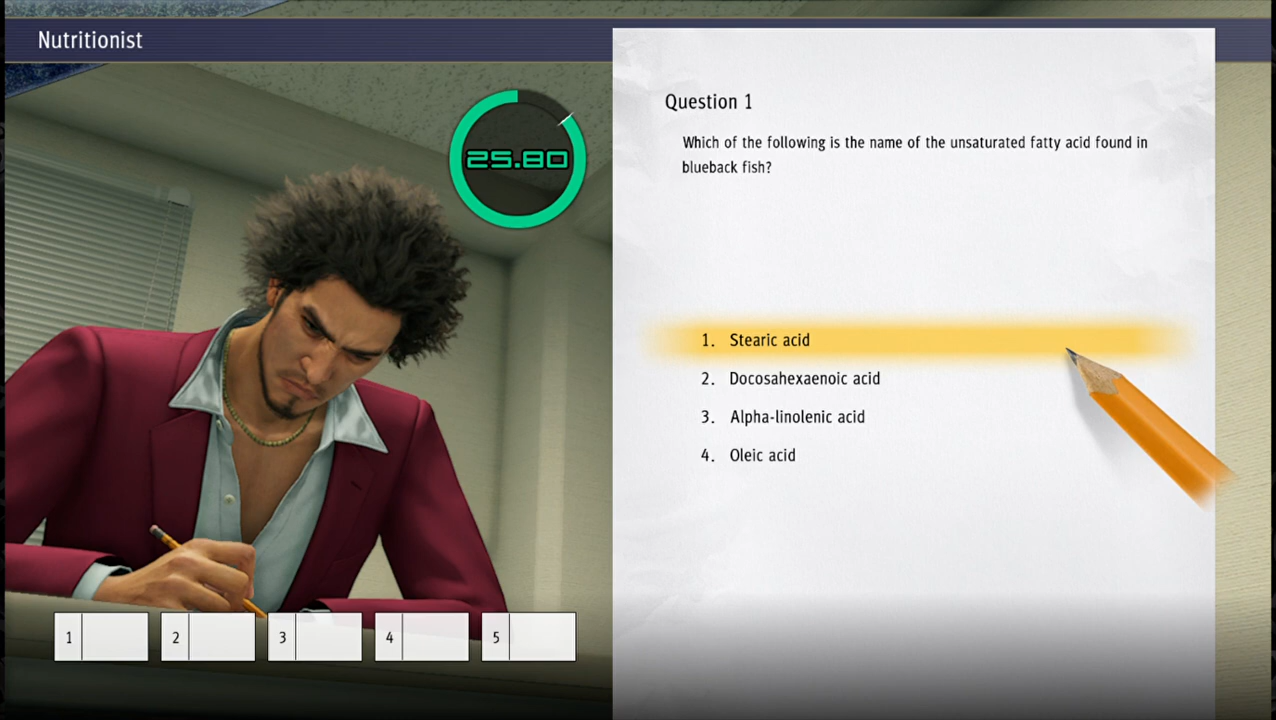 Nutritionist
25.80
Question 1
Which of the following is the name of the unsaturated fatty acid found in
blueback fish?
1. Stearic acid
2. Docosahexaenoic acid
3. Alpha-linolenic acid
4. Oleic acid
1 2 3 4 5